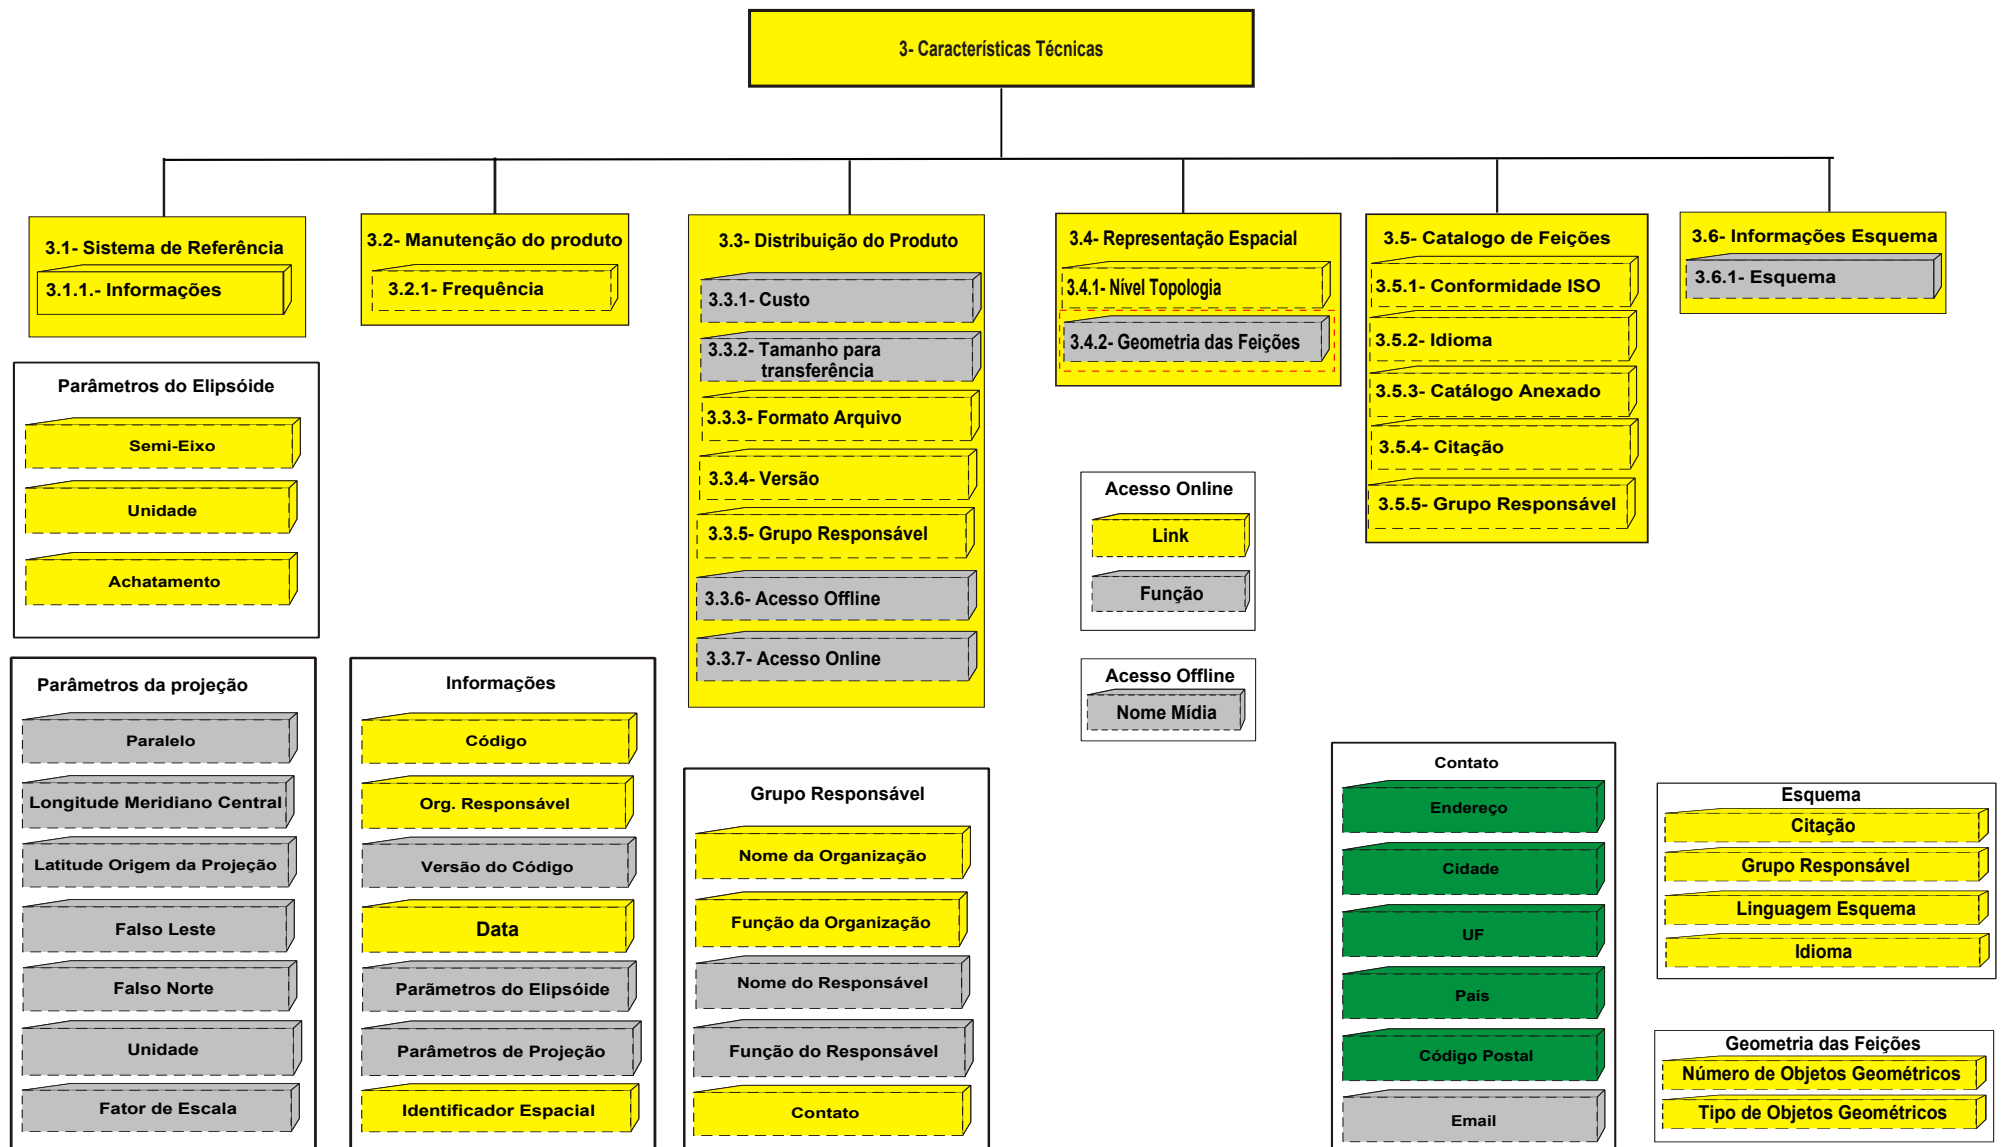 3- Características Técnicas
3.1- Sistema de Referência
3.1.1.- Informações
3.2- Manutenção do produto
3.2.1- Frequência
3.3- Distribuição do Produto
3.3.1- Custo
3.3.2- Tamanho para
transferência
3.3.3- Formato Arquivo
3.3.4- Versão
3.3.5- Grupo Responsável
3.3.6- Acesso Offline
3.3.7- Acesso Online
3.4- Representação Espacial
3.4.1- Nível Topologia
3.4.2- Geometria das Feições
3.5- Catalogo de Feições
3.5.1- Conformidade ISO
3.5.2- Idioma
3.5.3- Catálogo Anexado
3.5.4- Citação
3.5.5- Grupo Responsável
3.6- Informações Esquema
3.6.1- Esquema
Parâmetros do Elipsóide
Semi-Eixo
Unidade
Achatamento
Acesso Online
Link
Função
Acesso Offline
Nome Mídia
Parâmetros da projeção
Paralelo
Longitude Meridiano Central
Latitude Origem da Projeção
Falso Leste
Falso Norte
Unidade
Fator de Escala
Informações
Código
Org. Responsável
Versão do Código
Data
Parãmetros do Elipsóide
Parâmetros de Projeção
Identificador Espacial
Grupo Responsável
Nome da Organização
Função da Organização
Nome do Responsável
Função do Responsável
Contato
Contato
Endereço
Cidade
UF
País
Código Postal
Email
Esquema
Citação
Grupo Responsável
Linguagem Esquema
Idioma
Geometria das Feições
Número de Objetos Geométricos
Tipo de Objetos Geométricos